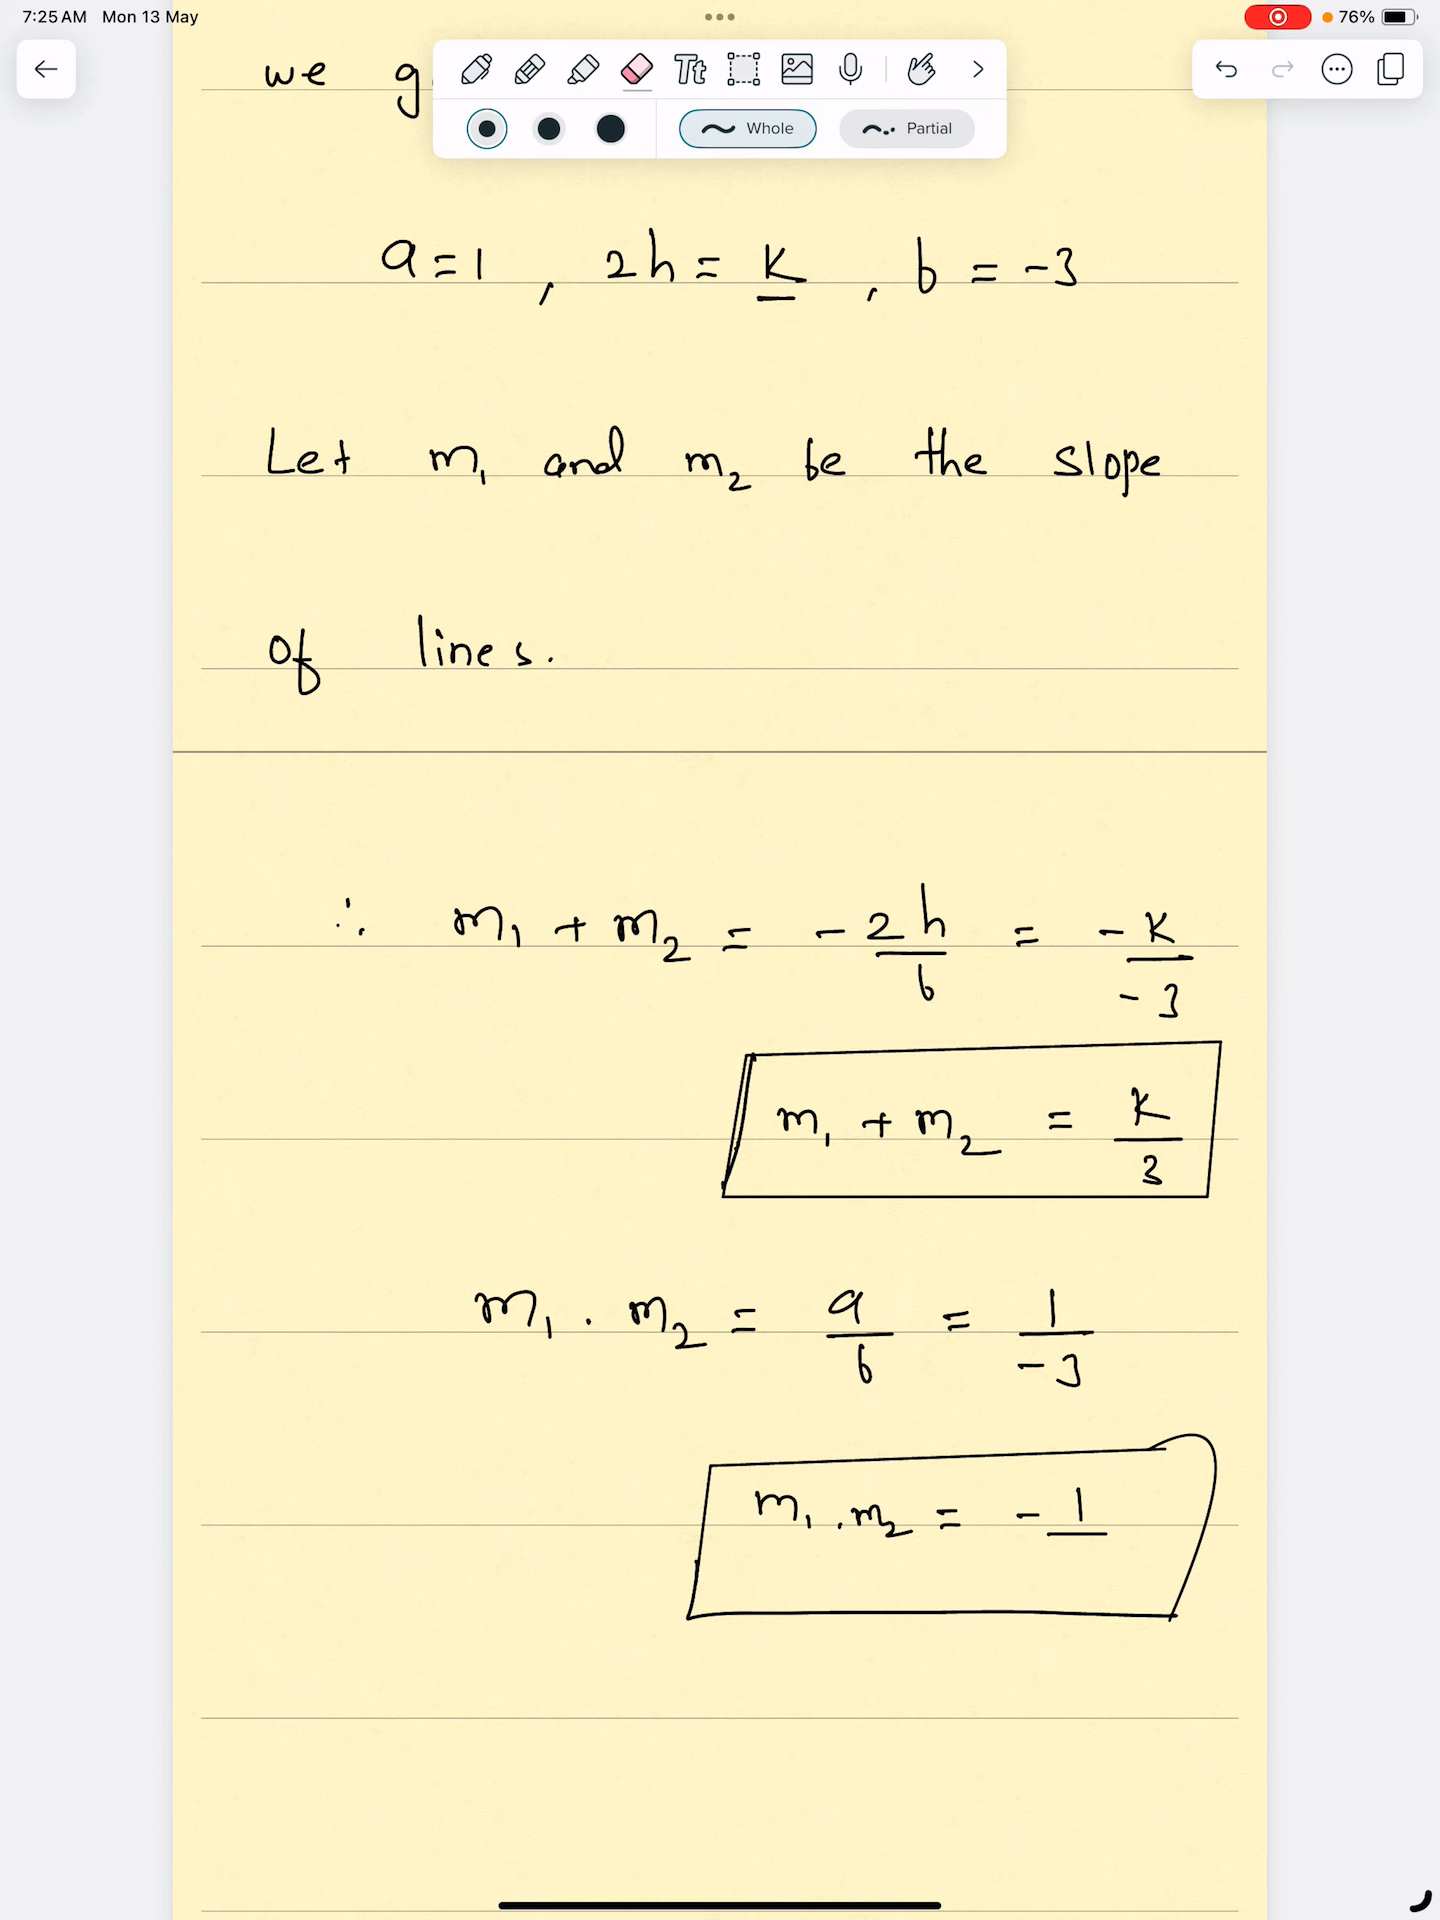 7:25 AM Mon 13 May
76%
Tt
Whole
Partial
we
a = 1 , 2h = K , b = -3
Let m₁ and m₂ be the slope
of lines.
∴ m₁ + m₂ = - 2h/b = - K/-3
m₁ + m₂ = K/3
m₁ . m₂ = a/b = 1/-3
m₁ . m₂ = - 1/